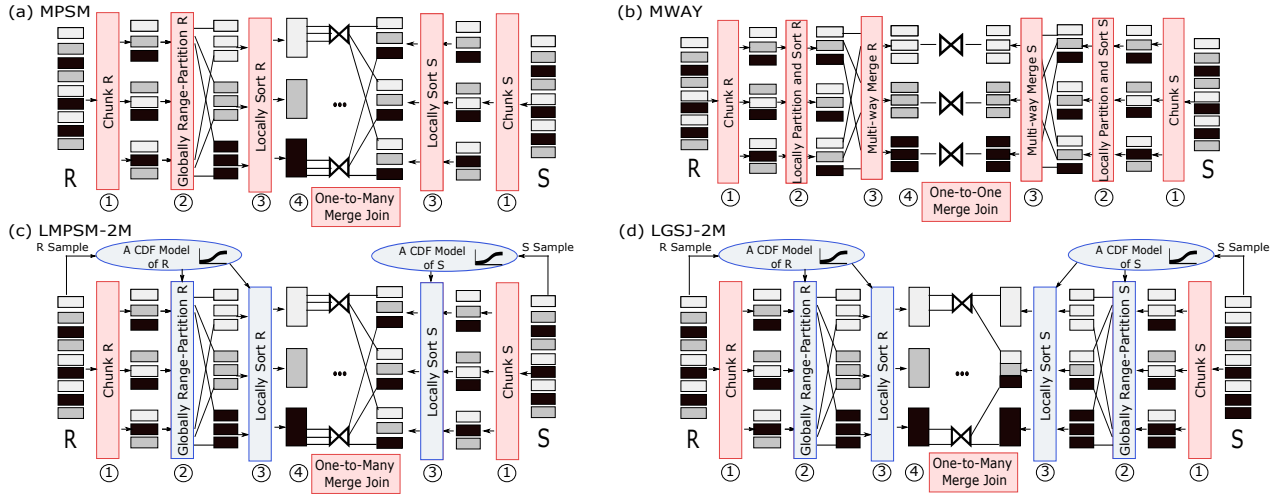 (a) MPSM
R
Chunk R
①
Globally Range-Partition R
②
Locally Sort R
③
④
One-to-Many
Merge Join
...
Locally Sort S
③
Chunk S
①
S
(b) MWAY
R
Chunk R
①
Locally Partition and Sort R
②
Multi-way Merge R
③
④
One-to-One
Merge Join
...
Multi-way Merge S
③
Locally Partition and Sort S
②
Chunk S
①
S
(c) LMPSM-2M
R Sample
A CDF Model
of R
R
Chunk R
①
Globally Range-Partition R
②
Locally Sort R
③
④
One-to-Many
Merge Join
...
A CDF Model
of S
S Sample
Locally Sort S
③
Chunk S
①
S
(d) LGSJ-2M
R Sample
A CDF Model
of R
R
Chunk R
①
Globally Range-Partition R
②
Locally Sort R
③
④
One-to-Many
Merge Join
...
A CDF Model
of S
S Sample
Locally Sort S
③
Globally Range-Partition S
②
Chunk S
①
S